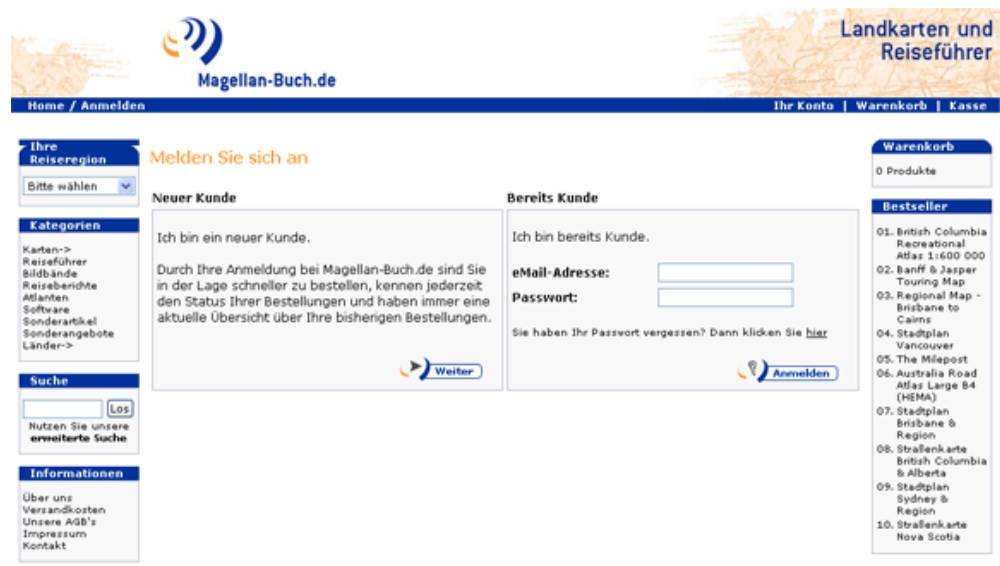 Magellan-Buch.de
Landkarten und
Reiseführer
Home / Anmelden
Ihr Konto | Warenkorb | Kasse
Ihre
Reiseregion
Bitte wählen
Kategorien
Karten->
Reiseführer
Bildbände
Reiseberichte
Atlanten
Software
Sonderartikel
Sonderangebote
Länder->
Suche
Los
Nutzen Sie unsere
erweiterte Suche
Informationen
Über uns
Versandkosten
Unsere AGB's
Impressum
Kontakt
Melden Sie sich an
Neuer Kunde
Ich bin ein neuer Kunde.
Durch Ihre Anmeldung bei Magellan-Buch.de sind Sie
in der Lage schneller zu bestellen, kennen jederzeit
den Status Ihrer Bestellungen und haben immer eine
aktuelle Übersicht über Ihre bisherigen Bestellungen.
Weiter
Bereits Kunde
Ich bin bereits Kunde.
eMail-Adresse:
Passwort:
Sie haben Ihr Passwort vergessen? Dann klicken Sie hier
Anmelden
Warenkorb
0 Produkte
Bestseller
01. British Columbia
Recreational
Atlas 1:600 000
02. Banff & Jasper
Touring Map
03. Regional Map -
Brisbane to
Cairns
04. Stadtplan
Vancouver
05. The Milepost
06. Australia Road
Atlas Large B4
(HEMA)
07. Stadtplan
Brisbane &
Region
08. Straßenkarte
British Columbia
& Alberta
09. Stadtplan
Sydney &
Region
10. Straßenkarte
Nova Scotia